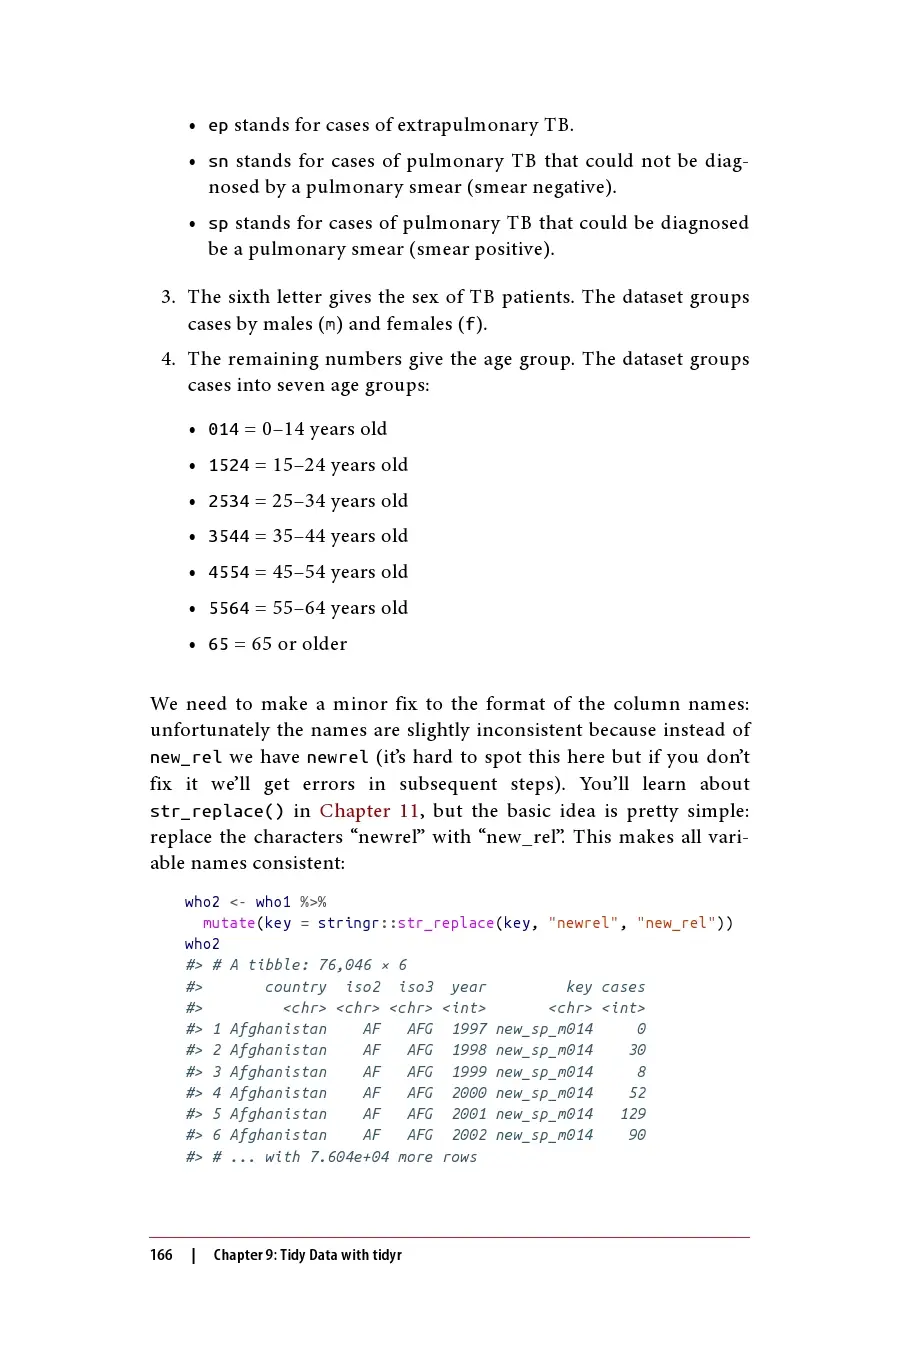 • ep stands for cases of extrapulmonary TB.
• sn stands for cases of pulmonary TB that could not be diag-
nosed by a pulmonary smear (smear negative).
• sp stands for cases of pulmonary TB that could be diagnosed
be a pulmonary smear (smear positive).
3. The sixth letter gives the sex of TB patients. The dataset groups
cases by males (m) and females (f).
4. The remaining numbers give the age group. The dataset groups
cases into seven age groups:
• 014 = 0–14 years old
• 1524 = 15–24 years old
• 2534 = 25–34 years old
• 3544 = 35–44 years old
• 4554 = 45–54 years old
• 5564 = 55–64 years old
• 65 = 65 or older
We need to make a minor fix to the format of the column names:
unfortunately the names are slightly inconsistent because instead of
new_rel we have newrel (it’s hard to spot this here but if you don’t
fix it we’ll get errors in subsequent steps). You’ll learn about
str_replace() in Chapter 11, but the basic idea is pretty simple:
replace the characters “newrel” with “new_rel”. This makes all vari-
able names consistent:
who2 <- who1 %>%
  mutate(key = stringr::str_replace(key, "newrel", "new_rel"))
who2
#> # A tibble: 76,046 × 6
#>       country  iso2  iso3  year        key cases
#>         <chr> <chr> <chr> <int>      <chr> <int>
#> 1 Afghanistan    AF   AFG  1997 new_sp_m014     0
#> 2 Afghanistan    AF   AFG  1998 new_sp_m014    30
#> 3 Afghanistan    AF   AFG  1999 new_sp_m014     8
#> 4 Afghanistan    AF   AFG  2000 new_sp_m014    52
#> 5 Afghanistan    AF   AFG  2001 new_sp_m014   129
#> 6 Afghanistan    AF   AFG  2002 new_sp_m014    90
#> # ... with 7.604e+04 more rows
166 | Chapter 9: Tidy Data with tidyr